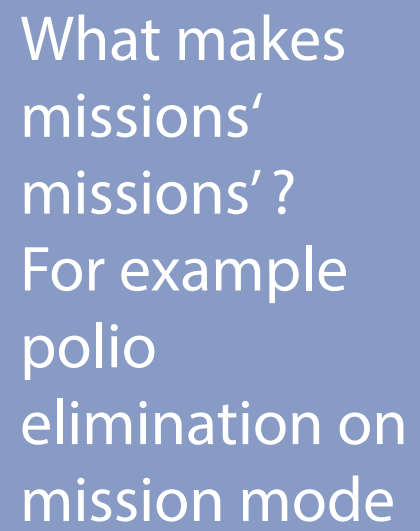 What makes
missions‘
missions’ ?
For example
polio
elimination on
mission mode